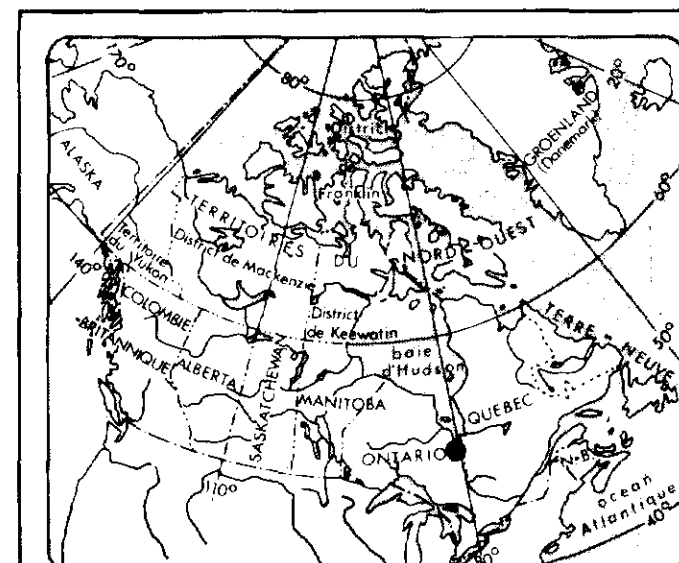 170°
80°
20°
ALASKA
District
GROENLAND
(Danemark)
Franklin
60°
TERRITOIRES
DU
NORD-OUEST
Territoire
du Yukon
District de Mackenzie
140°
COLOMBIE
-BRITANNIQUE
District
de Keewatin
TERRE-NEUVE
50°
baie
d'Hudson
ALBERTA
SASKATCHEWAN
MANITOBA
QUEBEC
ONTARIO
N-B
110°
océan
Atlantique
40°
80°